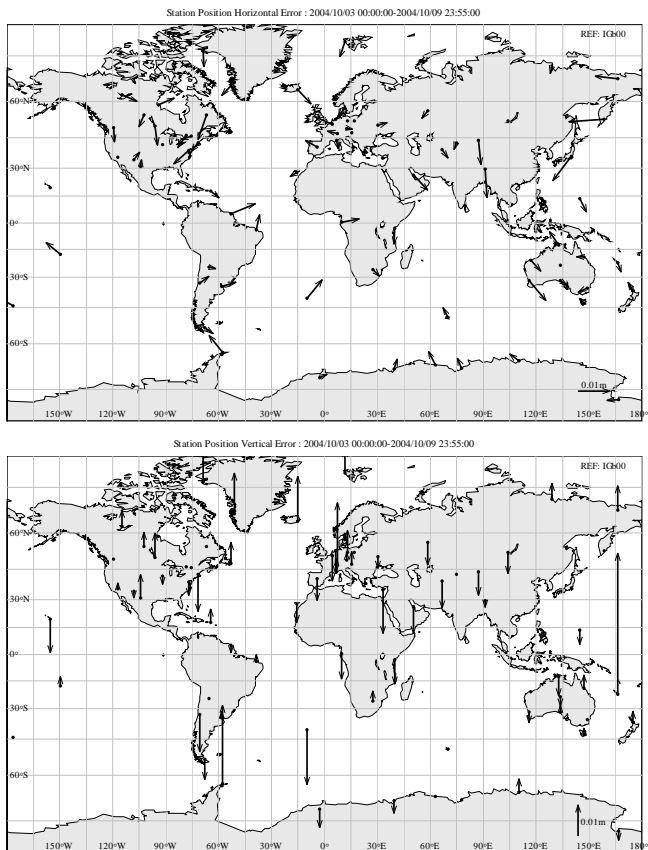 Station Position Horizontal Error : 2004/10/03 00:00:00-2004/10/09 23:55:00
REF: IGb00
60°N
30°N
0°
30°S
60°S
0.01m
150°W 120°W 90°W 60°W 30°W 0° 30°E 60°E 90°E 120°E 150°E 180°
Station Position Vertical Error : 2004/10/03 00:00:00-2004/10/09 23:55:00
REF: IGb00
60°N
30°N
0°
30°S
60°S
0.01m
150°W 120°W 90°W 60°W 30°W 0° 30°E 60°E 90°E 120°E 150°E 180°